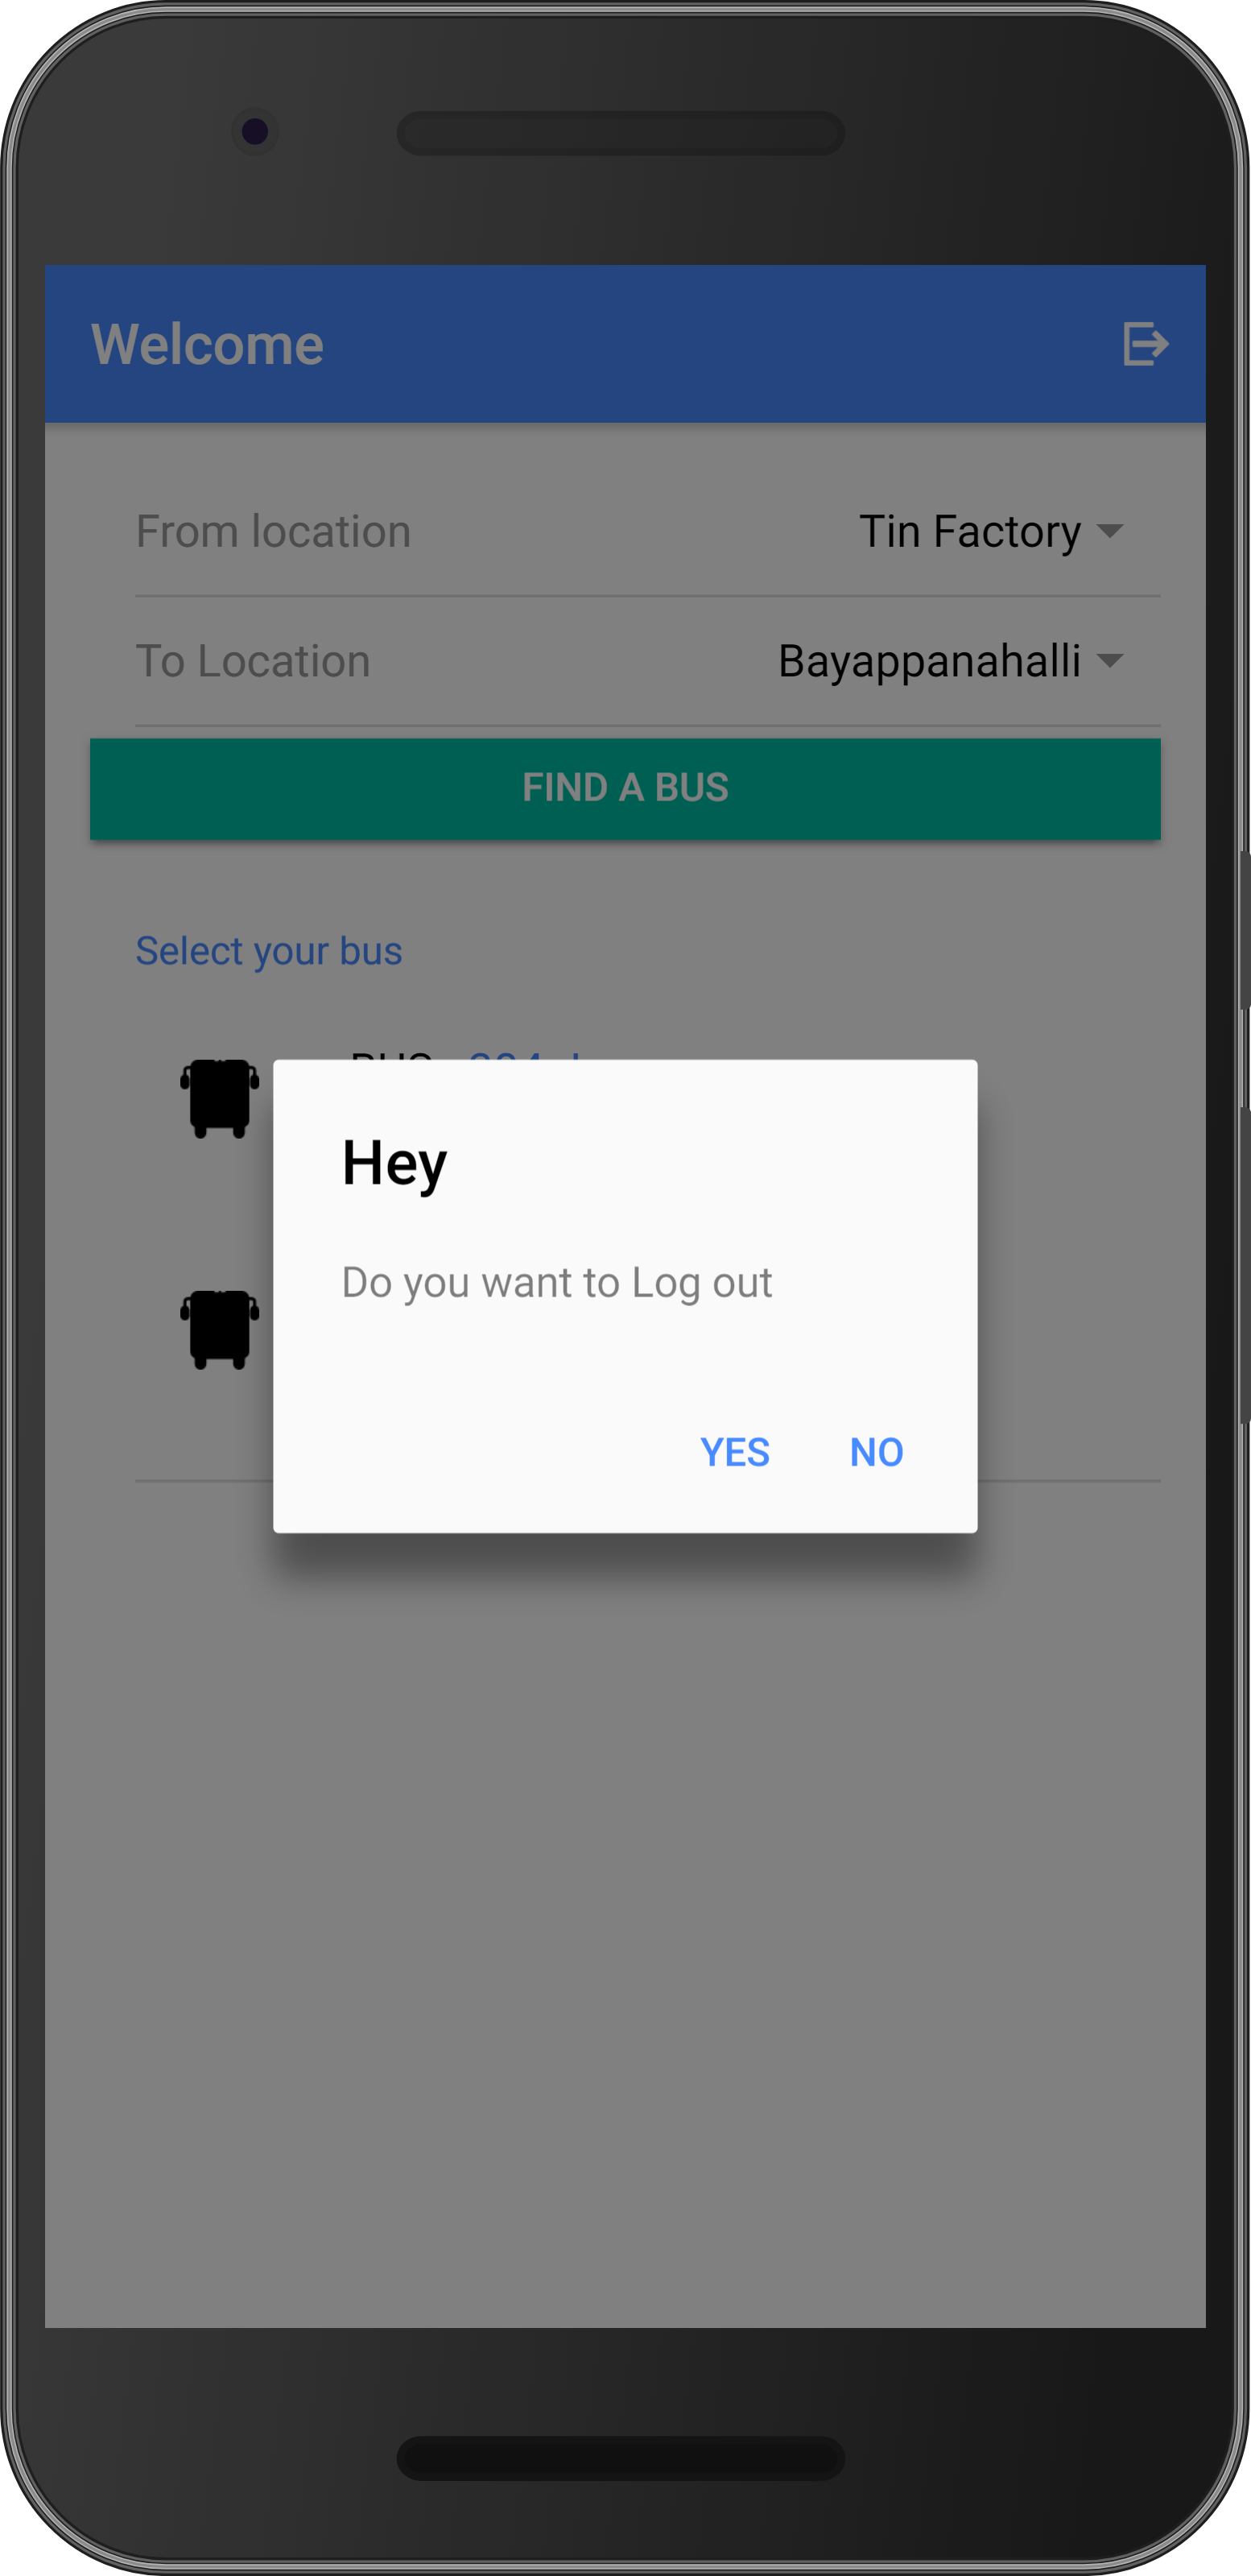 Welcome
From location Tin Factory
To Location Bayappanahalli
FIND A BUS
Select your bus
BUS
Hey
Do you want to Log out
YES NO